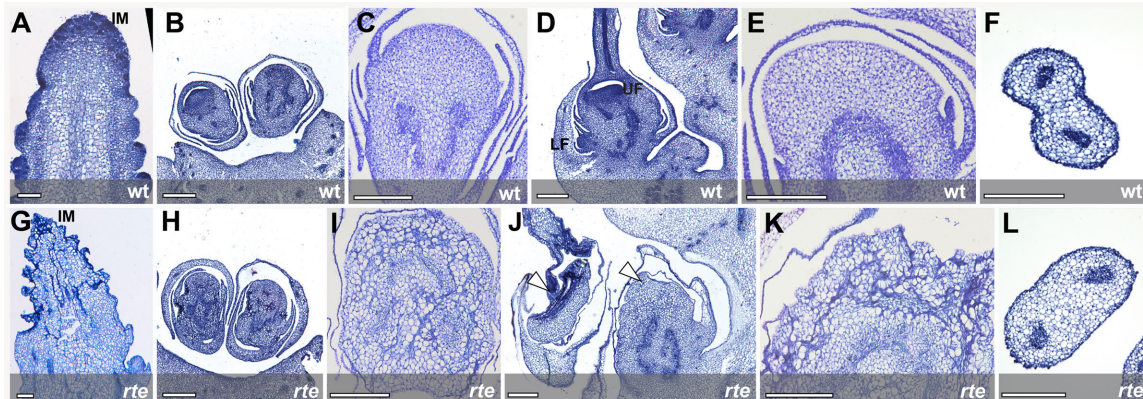 A IM wt
B wt
C wt
D UF LF wt
E wt
F wt
G IM rte
H rte
I rte
J rte
K rte
L rte